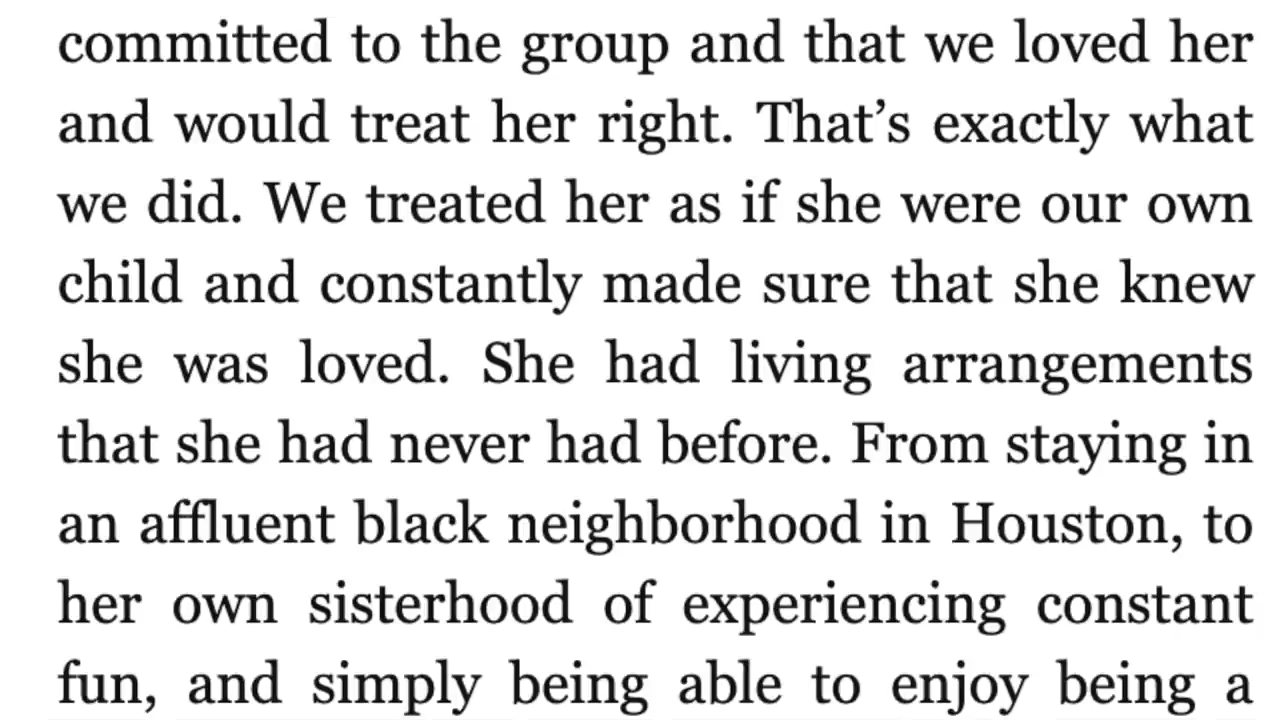 committed to the group and that we loved her
and would treat her right. That’s exactly what
we did. We treated her as if she were our own
child and constantly made sure that she knew
she was loved. She had living arrangements
that she had never had before. From staying in
an affluent black neighborhood in Houston, to
her own sisterhood of experiencing constant
fun, and simply being able to enjoy being a